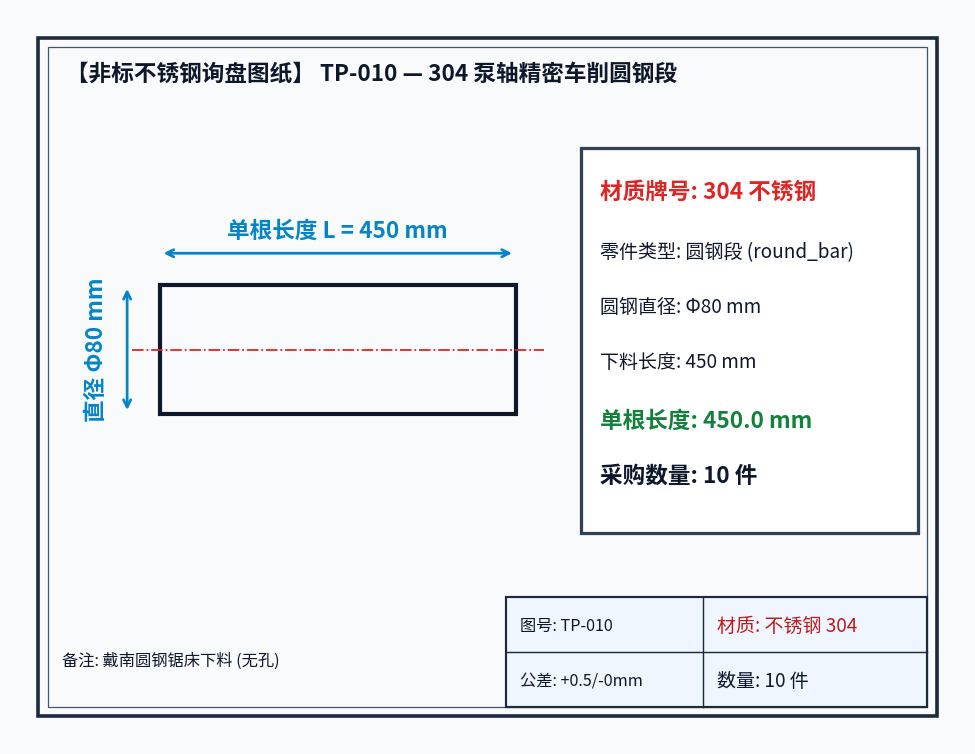 【非标不锈钢询盘图纸】 TP-010 — 304 泵轴精密车削圆钢段
单根长度 L = 450 mm
直径 Φ80 mm
材质牌号: 304 不锈钢
零件类型: 圆钢段 (round_bar)
圆钢直径: Φ80 mm
下料长度: 450 mm
单根长度: 450.0 mm
采购数量: 10 件
图号: TP-010
材质: 不锈钢 304
备注: 戴南圆钢锯床下料 (无孔)
公差: +0.5/-0mm
数量: 10 件